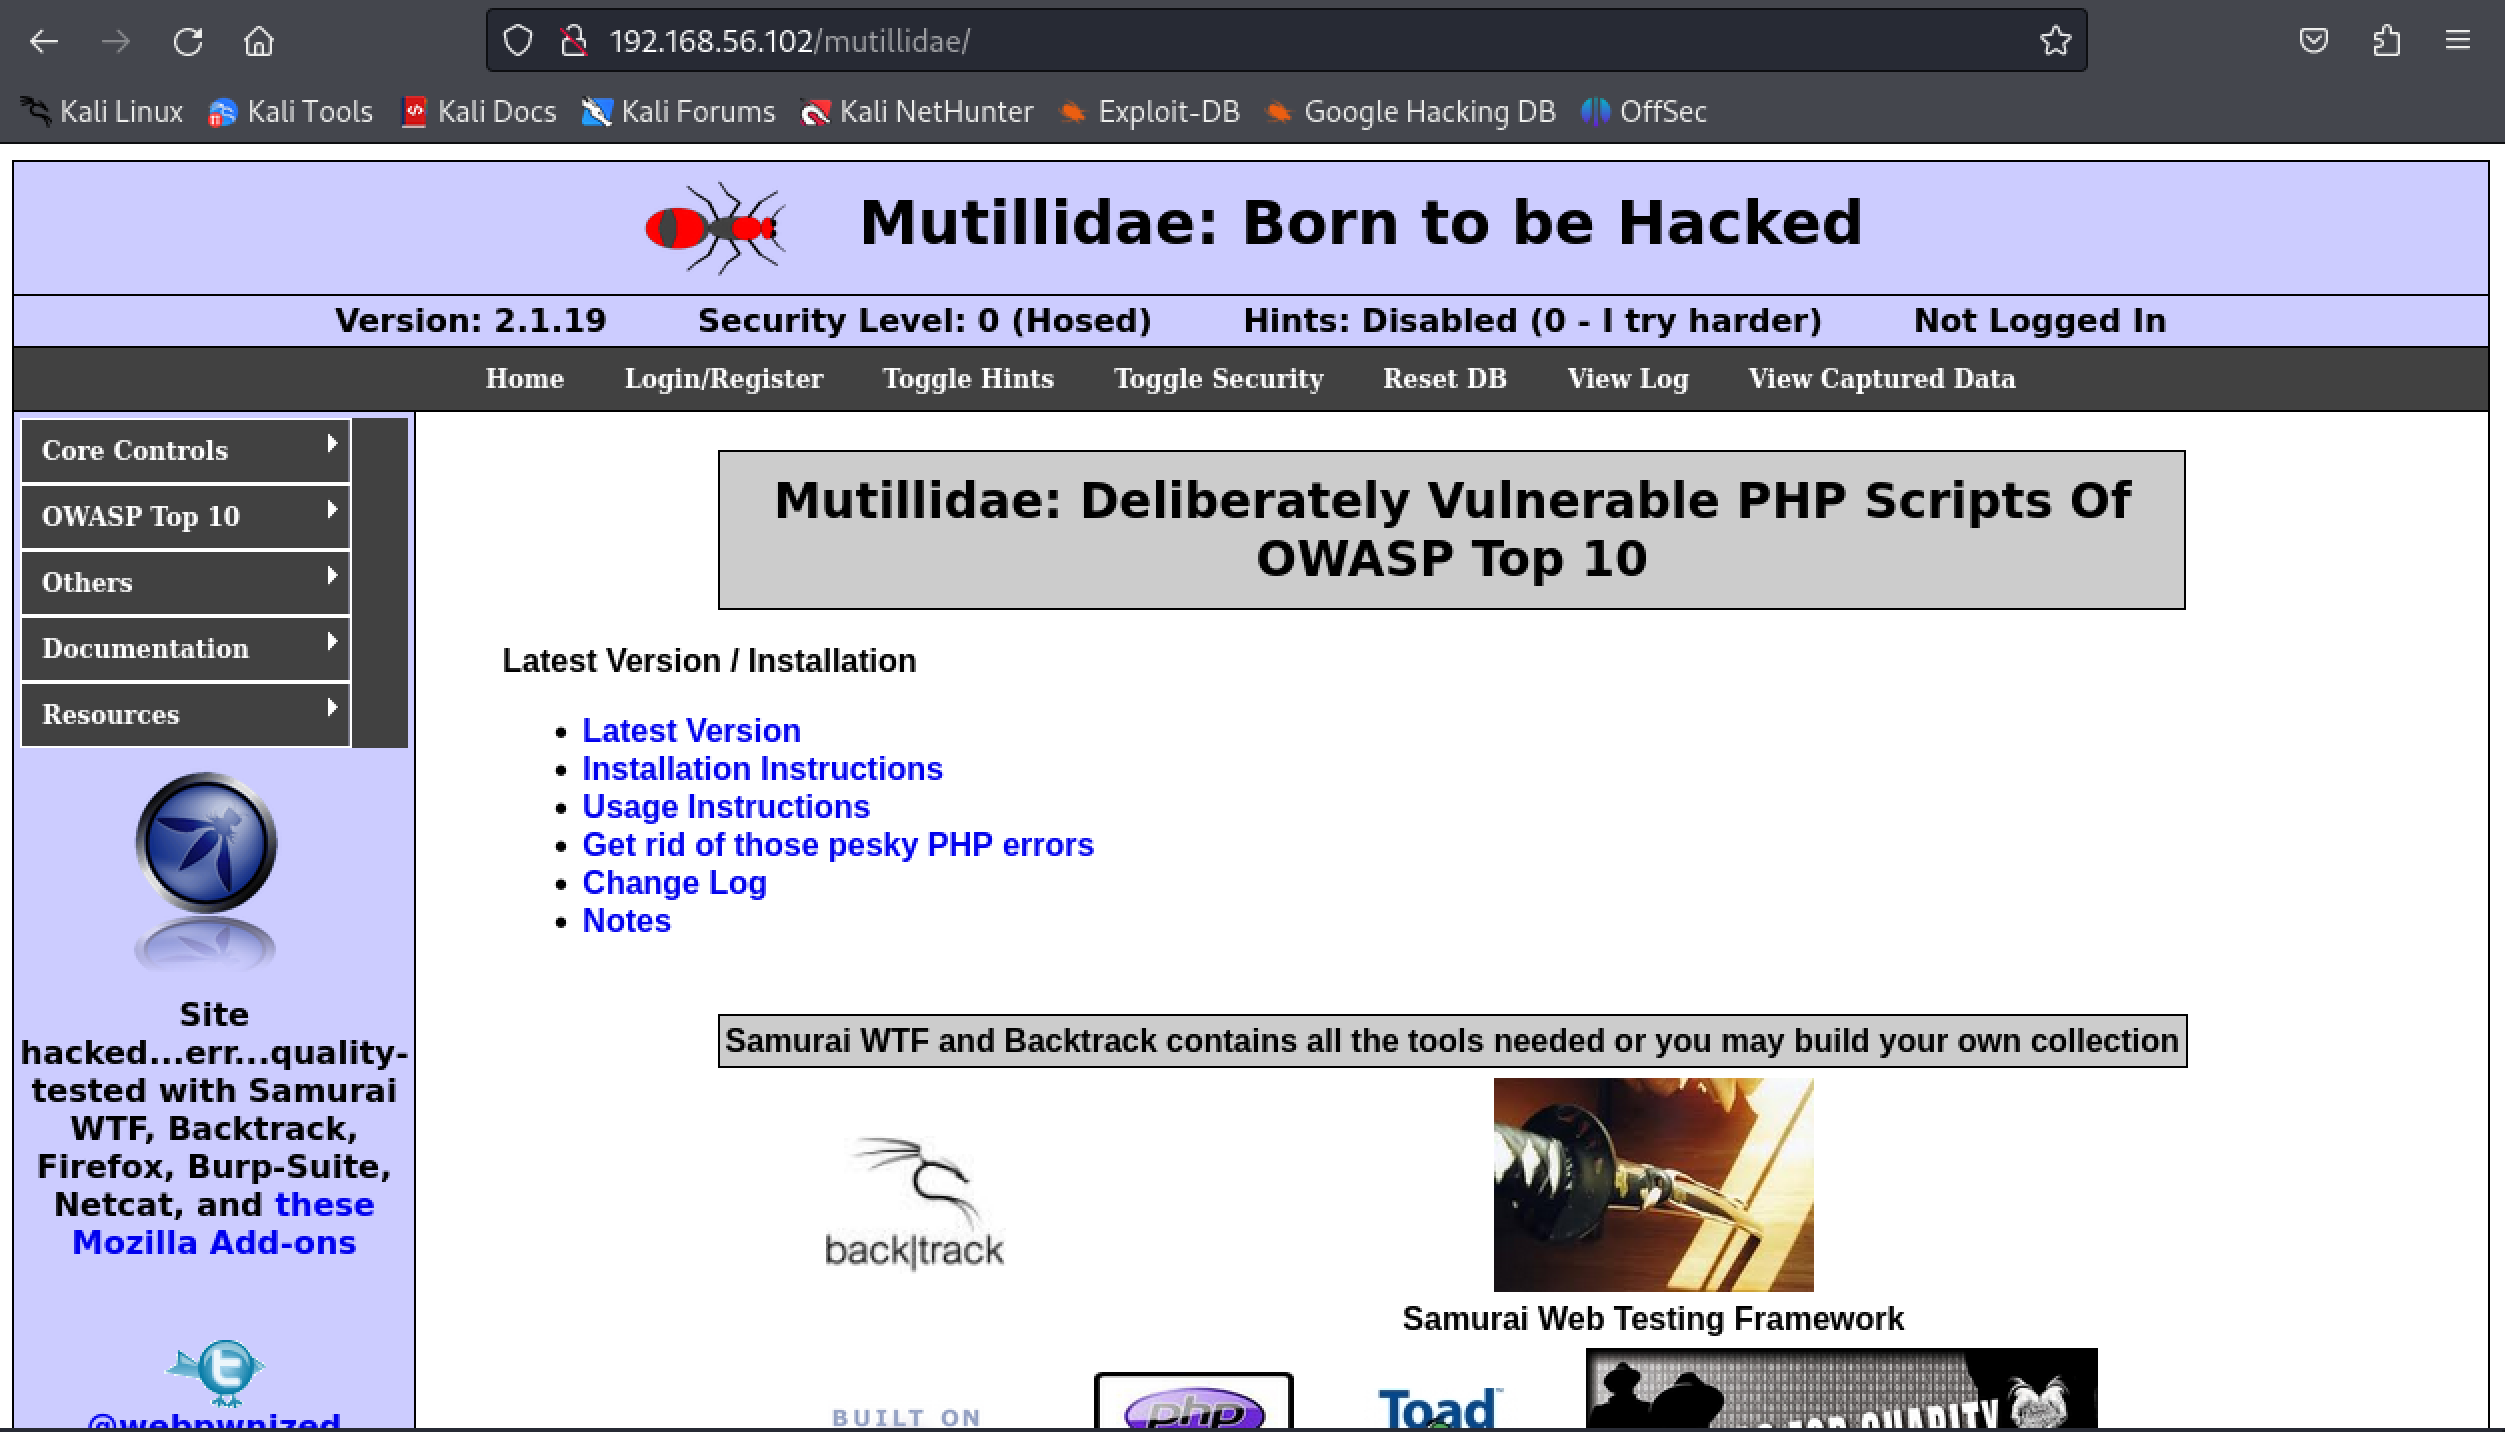 192.168.56.102/mutillidae/
Kali Linux Kali Tools Kali Docs Kali Forums Kali NetHunter Exploit-DB Google Hacking DB OffSec
Mutillidae: Born to be Hacked
Version: 2.1.19 Security Level: 0 (Hosed) Hints: Disabled (0 - I try harder) Not Logged In
Home Login/Register Toggle Hints Toggle Security Reset DB View Log View Captured Data
Core Controls
OWASP Top 10
Others
Documentation
Resources
Site
hacked...err...quality-
tested with Samurai
WTF, Backtrack,
Firefox, Burp-Suite,
Netcat, and these
Mozilla Add-ons
@webpwnized
Mutillidae: Deliberately Vulnerable PHP Scripts Of
OWASP Top 10
Latest Version / Installation
Latest Version
Installation Instructions
Usage Instructions
Get rid of those pesky PHP errors
Change Log
Notes
Samurai WTF and Backtrack contains all the tools needed or you may build your own collection
back|track
Samurai Web Testing Framework
BUILT ON
php
Toad
FOR CHARITY